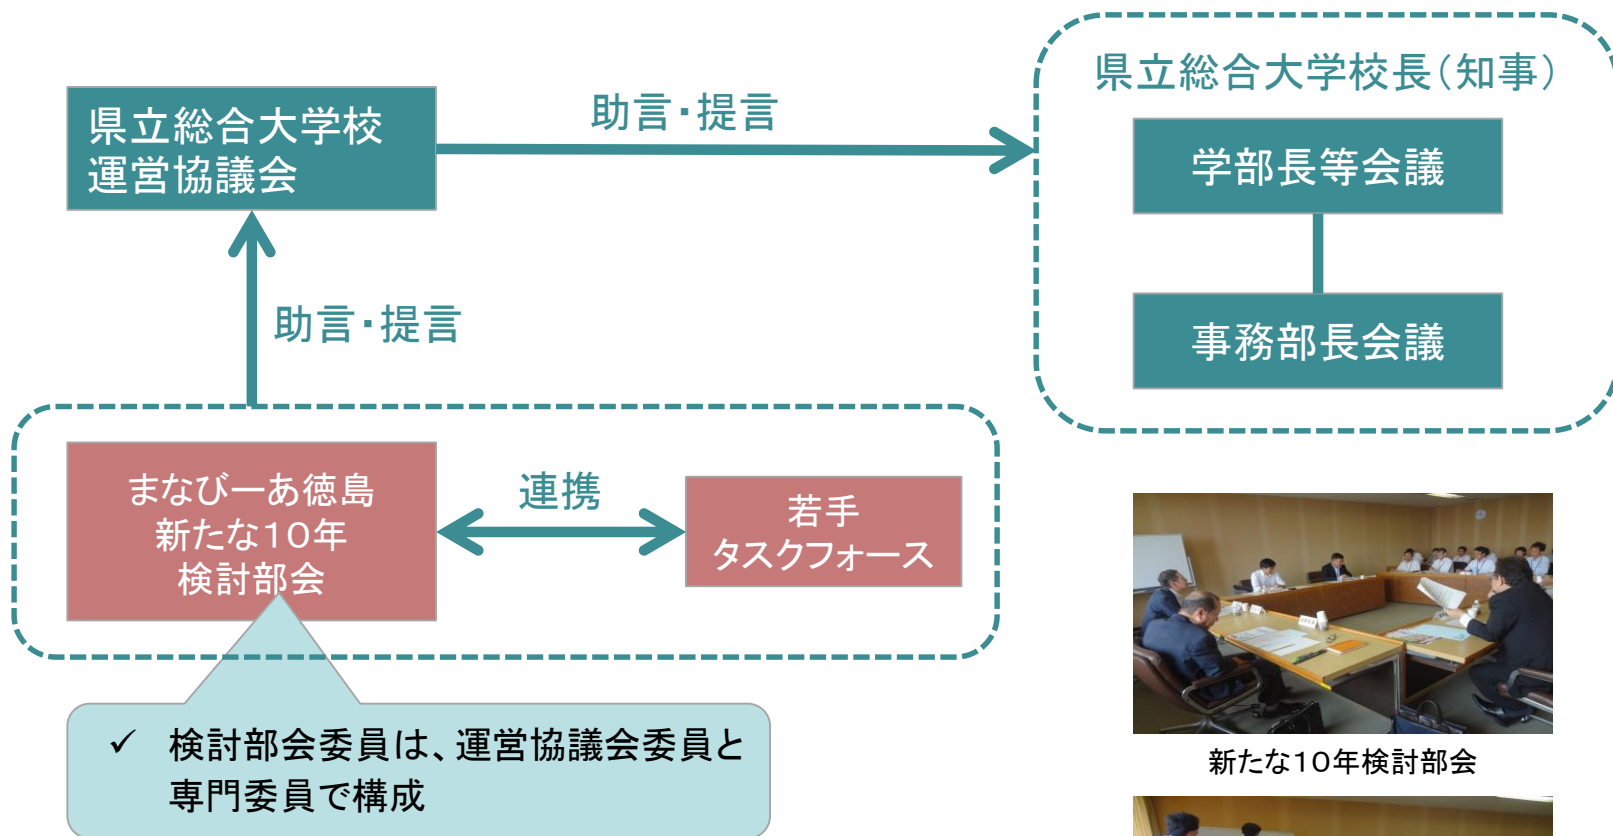 県立総合大学校長（知事）
県立総合大学校
運営協議会
助言・提言
学部長等会議
助言・提言
事務部長会議
まなびーあ徳島
新たな１０年
検討部会
連携
若手
タスクフォース
✓ 検討部会委員は、運営協議会委員と
専門委員で構成
新たな１０年検討部会